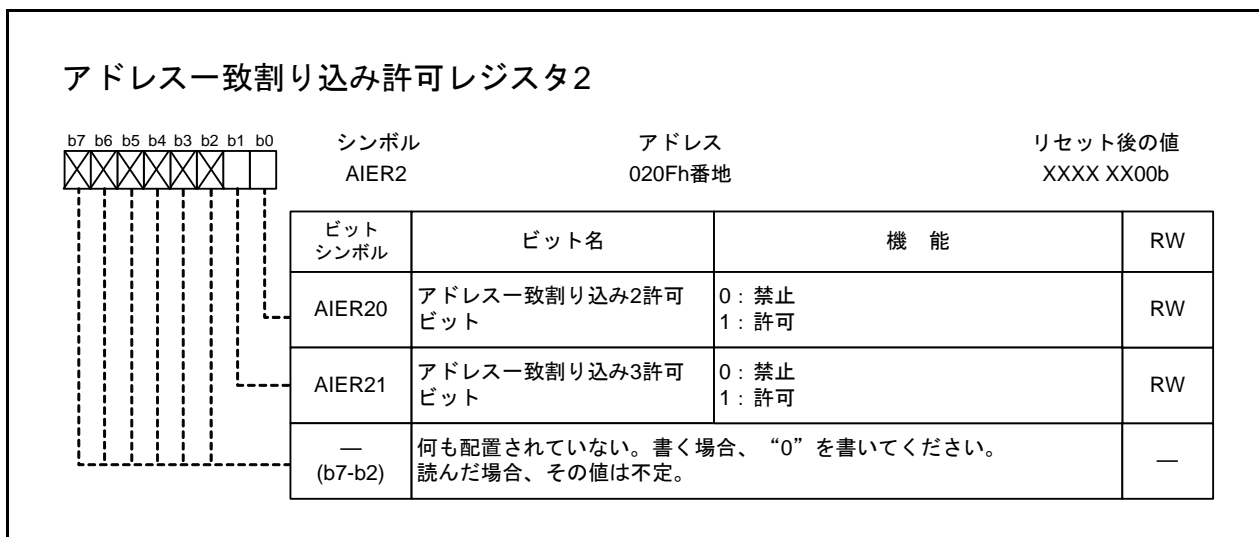 アドレス一致割り込み許可レジスタ2
b7 b6 b5 b4 b3 b2 b1 b0
シンボル アドレス リセット後の値
AIER2 020Fh番地 XXXX XX00b
ビット
シンボル
ビット名
機 能
RW
AIER20
アドレス一致割り込み2許可
ビット
0：禁止
1：許可
RW
AIER21
アドレス一致割り込み3許可
ビット
0：禁止
1：許可
RW
—
(b7-b2)
何も配置されていない。書く場合、“0”を書いてください。
読んだ場合、その値は不定。
—